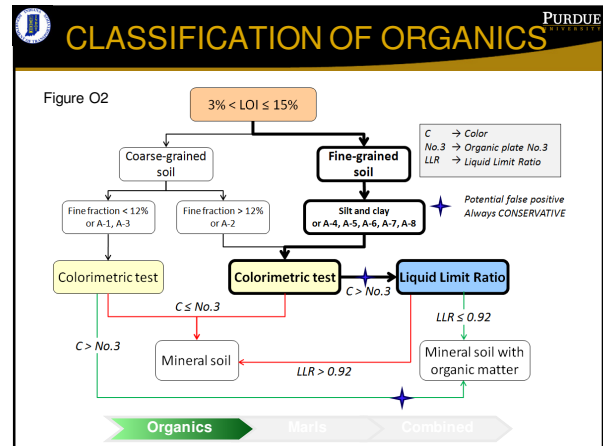 PURDUE
UNIVERSITY
CLASSIFICATION OF ORGANICS
Figure O2
3% < LOI ≤ 15%
C → Color
No.3 → Organic plate No.3
LLR → Liquid Limit Ratio
Coarse-grained
soil
Fine-grained
soil
Potential false positive
Always CONSERVATIVE
Fine fraction < 12%
or A-1, A-3
Fine fraction > 12%
or A-2
Silt and clay
or A-4, A-5, A-6, A-7, A-8
Colorimetric test
Colorimetric test
C > No.3
Liquid Limit Ratio
C ≤ No.3
LLR ≤ 0.92
C > No.3
Mineral soil
LLR > 0.92
Mineral soil with
organic matter
Organics
Marls
Combined